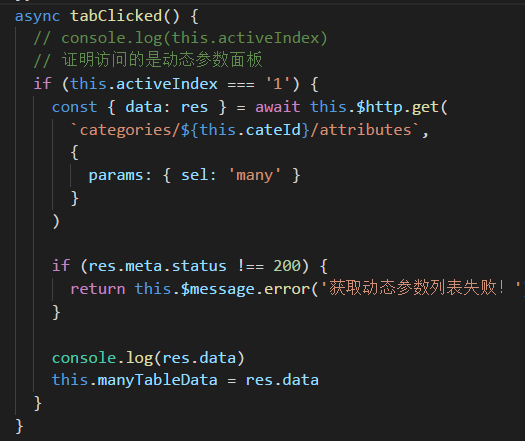 async tabClicked() {
// console.log(this.activeIndex)
// 证明访问的是动态参数面板
if (this.activeIndex === '1') {
const { data: res } = await this.$http.get(
`categories/${this.cateId}/attributes`,
{
params: { sel: 'many' }
}
)
if (res.meta.status !== 200) {
return this.$message.error('获取动态参数列表失败！'
}
console.log(res.data)
this.manyTableData = res.data
}
}